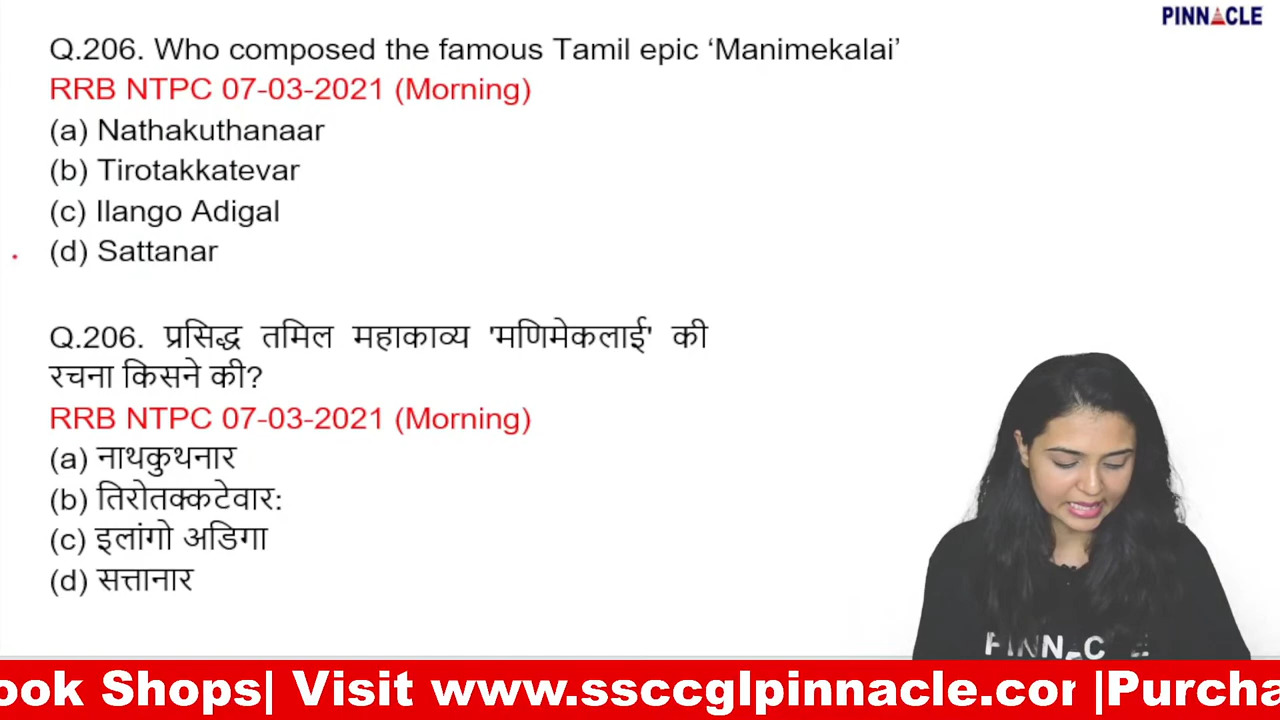 PINNACLE
Q.206. Who composed the famous Tamil epic ‘Manimekalai’
RRB NTPC 07-03-2021 (Morning)
(a) Nathakuthanaar
(b) Tirotakkatevar
(c) Ilango Adigal
(d) Sattanar
Q.206. प्रसिद्ध तमिल महाकाव्य 'मणिमेकलाई' की
रचना किसने की?
RRB NTPC 07-03-2021 (Morning)
(a) नाथकुथनार
(b) तिरोतक्कटेवार:
(c) इलांगो अडिगा
(d) सत्तानार
PINNAC E
ook Shops| Visit www.ssccglpinnacle.cor |Purcha